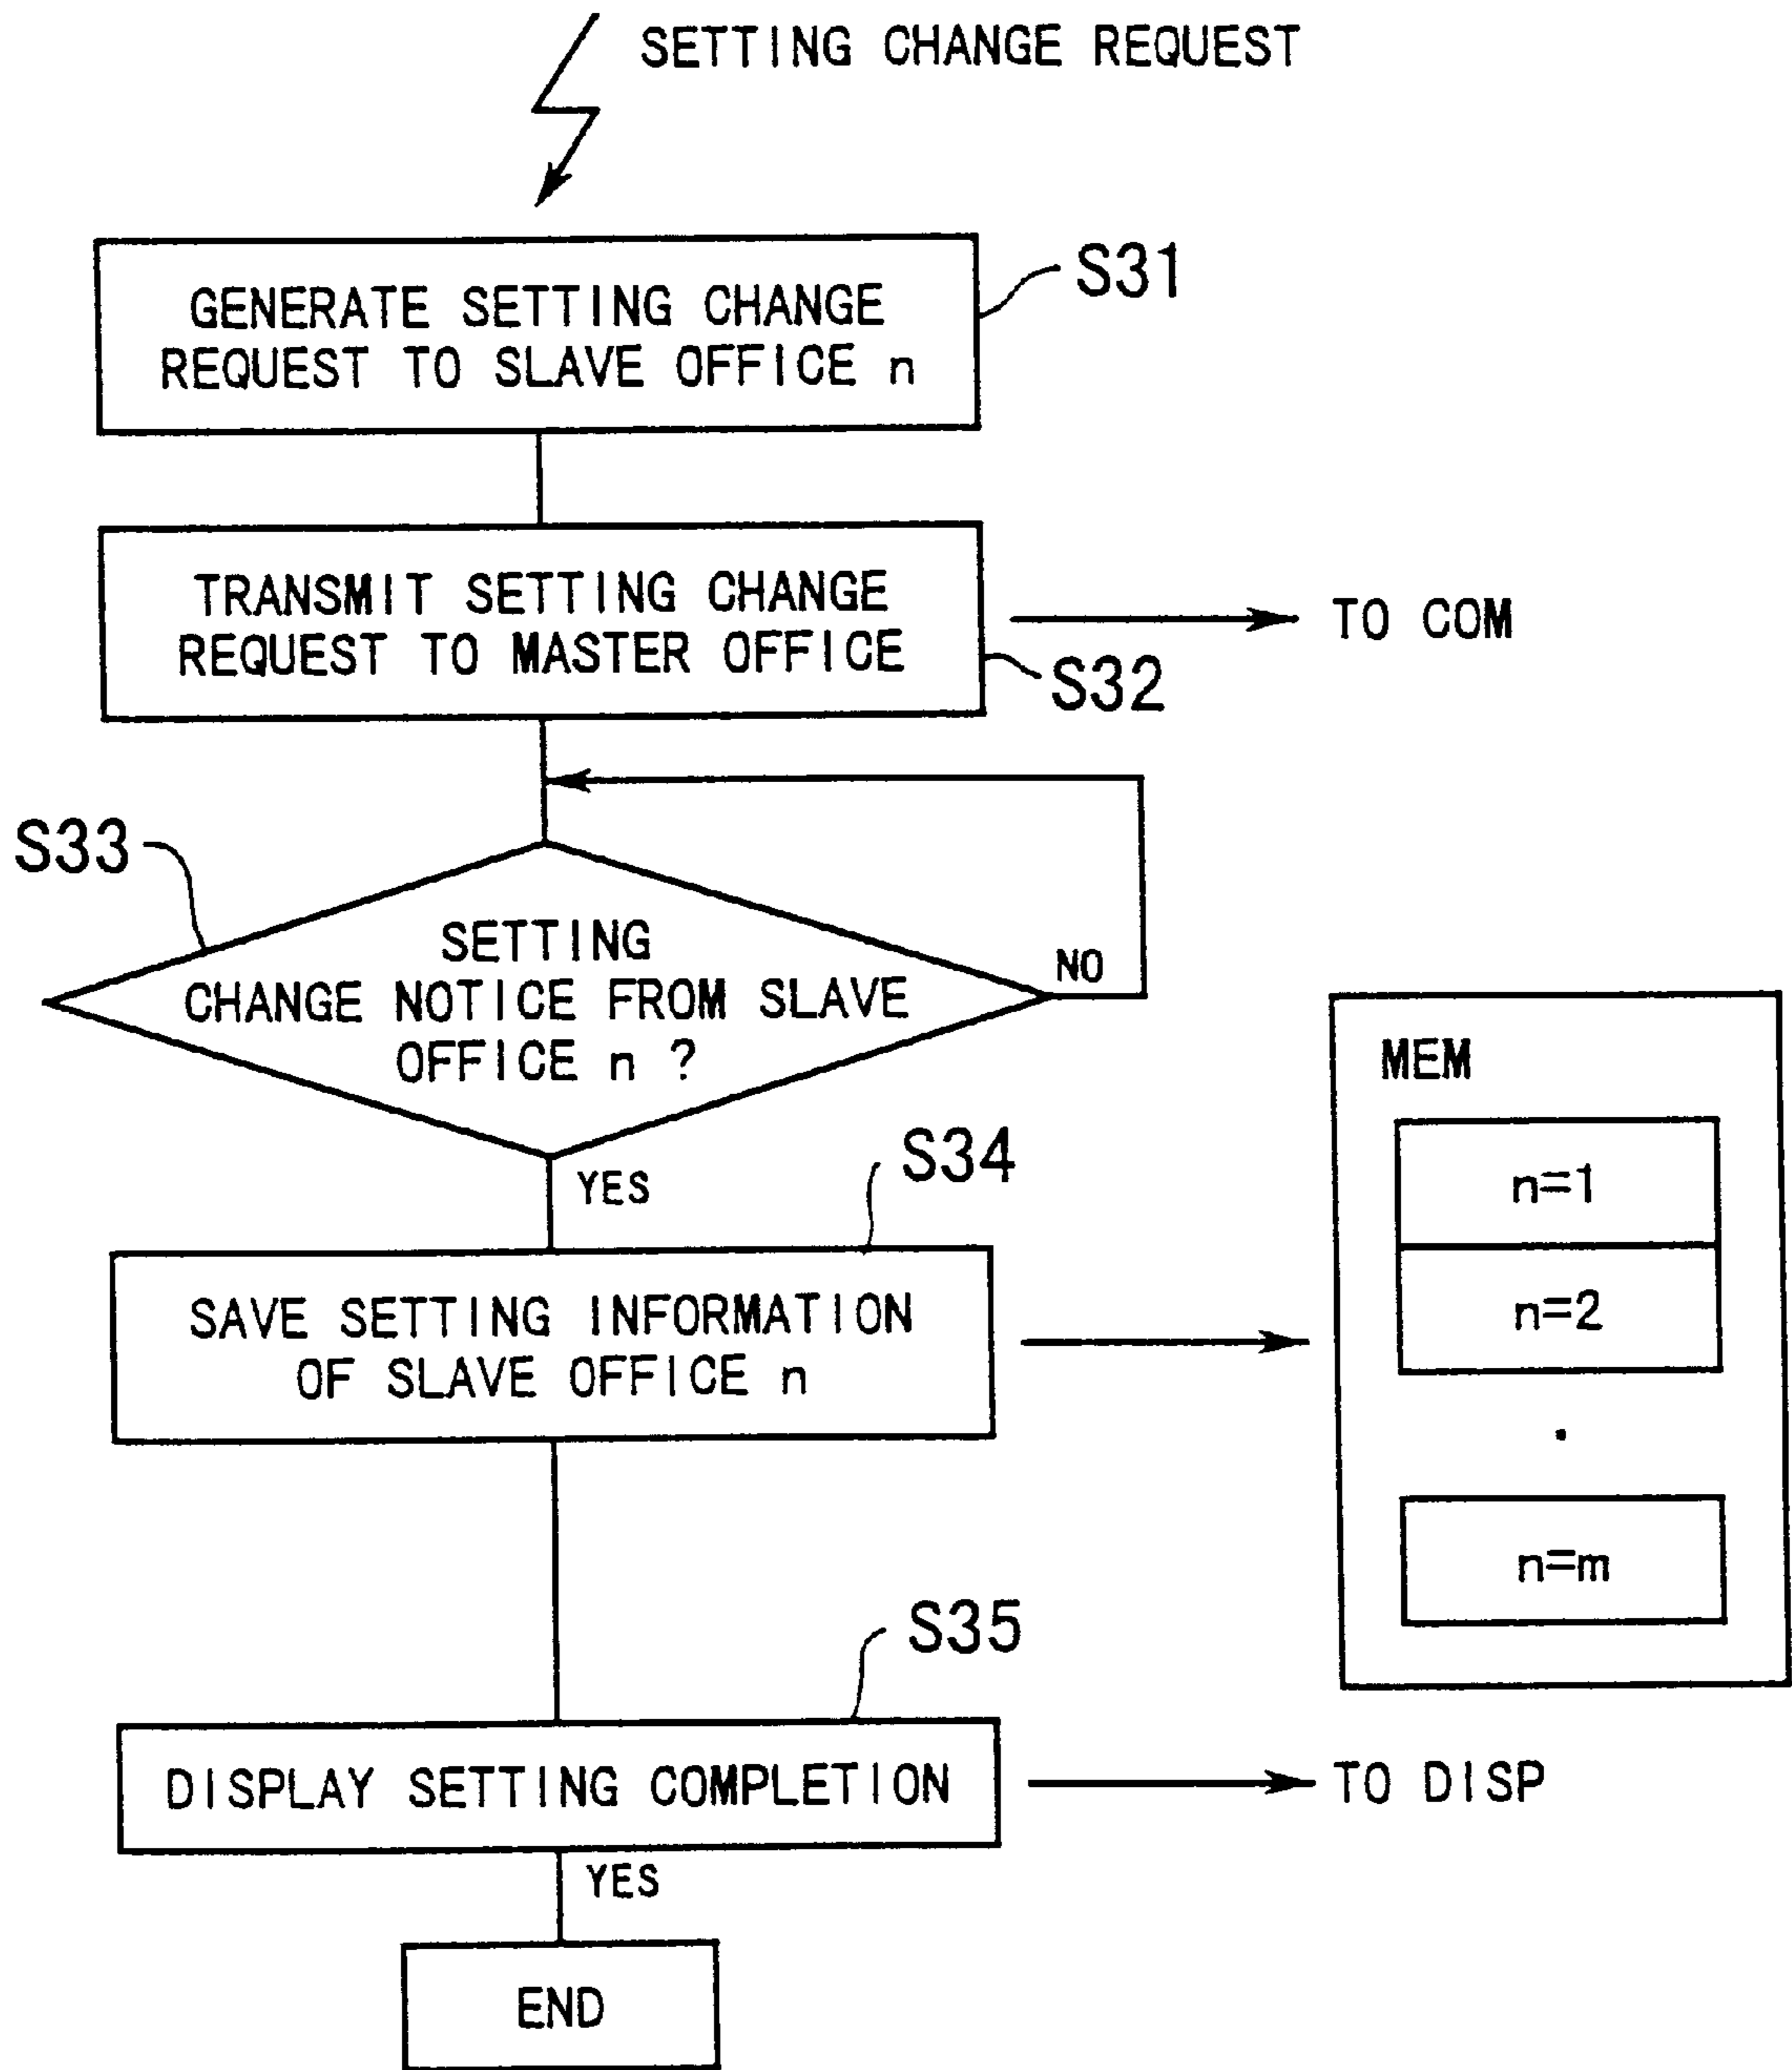 SETTING CHANGE REQUEST
S31
GENERATE SETTING CHANGE
REQUEST TO SLAVE OFFICE n
TRANSMIT SETTING CHANGE
REQUEST TO MASTER OFFICE
TO COM
S32
S33
SETTING
CHANGE NOTICE FROM SLAVE
OFFICE n ?
NO
YES
S34
SAVE SETTING INFORMATION
OF SLAVE OFFICE n
MEM
n=1
n=2
.
n=m
S35
DISPLAY SETTING COMPLETION
TO DISP
YES
END